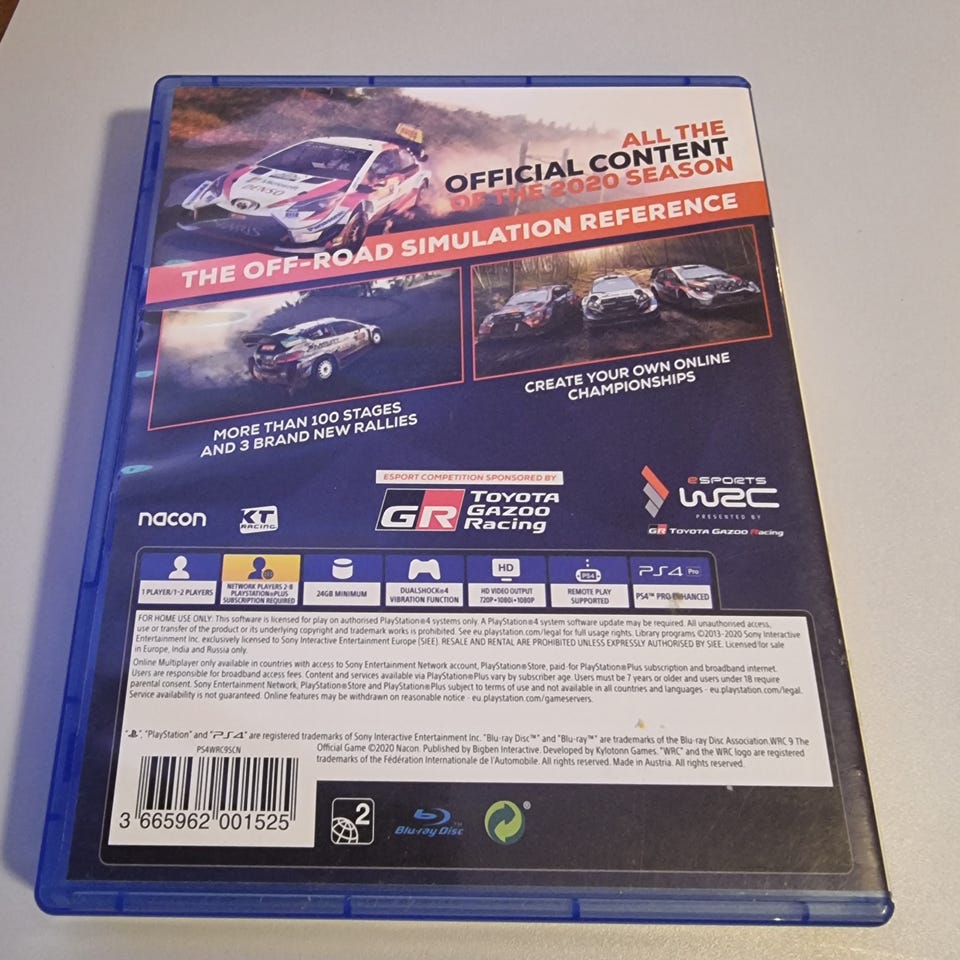 ALL THE
OFFICIAL CONTENT
OF THE 2020 SEASON
THE OFF-ROAD SIMULATION REFERENCE
DENSO
MORE THAN 100 STAGES
AND 3 BRAND NEW RALLIES
CREATE YOUR OWN ONLINE
CHAMPIONSHIPS
ESPORT COMPETITION SPONSORED BY
GR TOYOTA
GAZOO
Racing
eSPORTS
WRC
PRESENTED BY
GR TOYOTA GAZOO Racing
nacon
KT
RACING
1 PLAYER/1-2 PLAYERS
NETWORK PLAYERS 2-8
PLAYSTATION®PLUS
SUBSCRIPTION REQUIRED
24GB MINIMUM
DUALSHOCK®4
VIBRATION FUNCTION
HD
HD VIDEO OUTPUT
720P•1080i•1080P
PS4
REMOTE PLAY
SUPPORTED
PS4 Pro
PS4™ PRO ENHANCED
FOR HOME USE ONLY: This software is licensed for play on authorised PlayStation®4 systems only. A PlayStation®4 system software update may be required. All unauthorised access,
use or transfer of the product or its underlying copyright and trademark works is prohibited. See eu.playstation.com/legal for full usage rights. Library programs ©2013-2020 Sony Interactive
Entertainment Inc. exclusively licensed to Sony Interactive Entertainment Europe (SIEE). RESALE AND RENTAL ARE PROHIBITED UNLESS EXPRESSLY AUTHORISED BY SIEE. Licensed for sale
in Europe, India and Russia only.
Online Multiplayer only available in countries with access to Sony Entertainment Network account, PlayStation®Store, paid-for PlayStation®Plus subscription and broadband internet.
Users are responsible for broadband access fees. Content and services available via PlayStation®Plus vary by subscriber age. Users must be 7 years or older and users under 18 require
parental consent. Sony Entertainment Network, PlayStation®Store and PlayStation®Plus subject to terms of use and not available in all countries and languages - eu.playstation.com/legal.
Service availability is not guaranteed. Online features may be withdrawn on reasonable notice - eu.playstation.com/gameservers.
"PlayStation" and "PS4" are registered trademarks of Sony Interactive Entertainment Inc. "Blu-ray Disc™" and "Blu-ray™" are trademarks of the Blu-ray Disc Association.WRC 9 The
Official Game ©2020 Nacon. Published by Bigben Interactive. Developed by Kylotonn Games. "WRC" and the WRC logo are registered
trademarks of the Fédération Internationale de l'Automobile. All rights reserved. Made in Austria. All rights reserved.
PS4WRC9SCN
3 665962 001525
2
Blu-ray Disc™
®